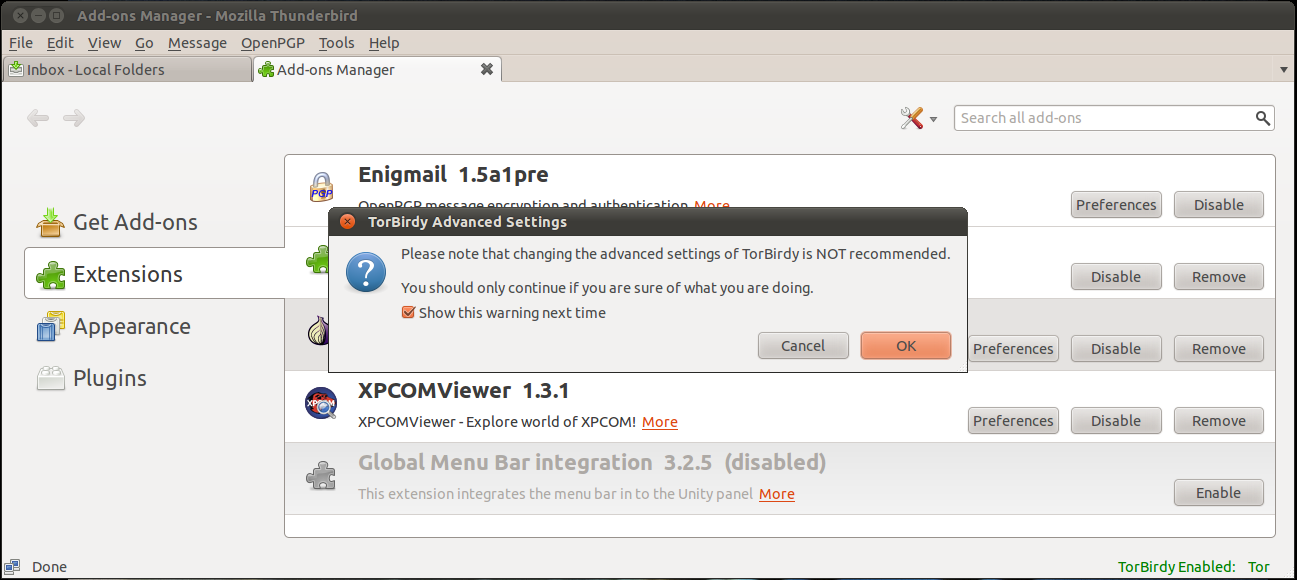 Add-ons Manager - Mozilla Thunderbird
File Edit View Go Message OpenPGP Tools Help
Inbox - Local Folders Add-ons Manager
Search all add-ons
Get Add-ons
Extensions
Appearance
Plugins
Enigmail 1.5a1pre
OpenPGP message encryption and authentication More
PGP
Preferences Disable
TorBirdy Advanced Settings
Please note that changing the advanced settings of TorBirdy is NOT recommended.
You should only continue if you are sure of what you are doing.
Show this warning next time
Cancel OK
Disable Remove
Preferences Disable Remove
XPCOM
XPCOMViewer 1.3.1
XPCOMViewer - Explore world of XPCOM! More
Preferences Disable Remove
Global Menu Bar integration 3.2.5 (disabled)
This extension integrates the menu bar in to the Unity panel More
Enable
Done
TorBirdy Enabled: Tor